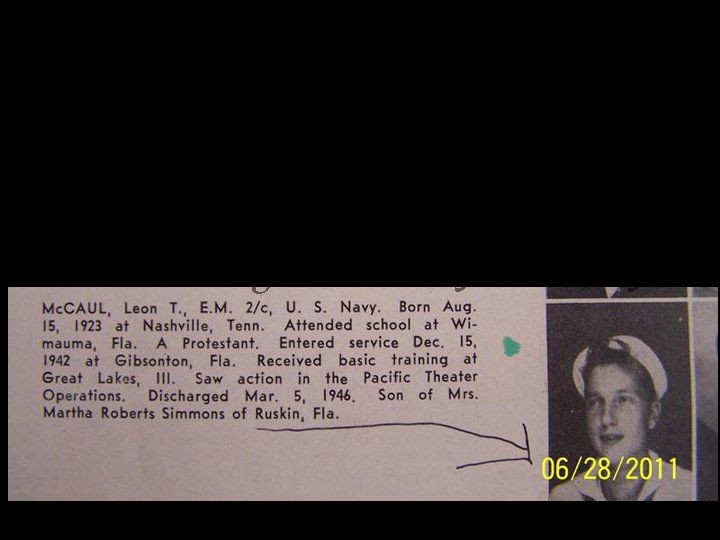 McCAUL, Leon T., E.M. 2/c, U. S. Navy. Born Aug.
15, 1923 at Nashville, Tenn. Attended school at Wi-
mauma, Fla. A Protestant. Entered service Dec. 15,
1942 at Gibsonton, Fla. Received basic training at
Great Lakes, Ill. Saw action in the Pacific Theater
Operations. Discharged Mar. 5, 1946. Son of Mrs.
Martha Roberts Simmons of Ruskin, Fla.
06/28/2011